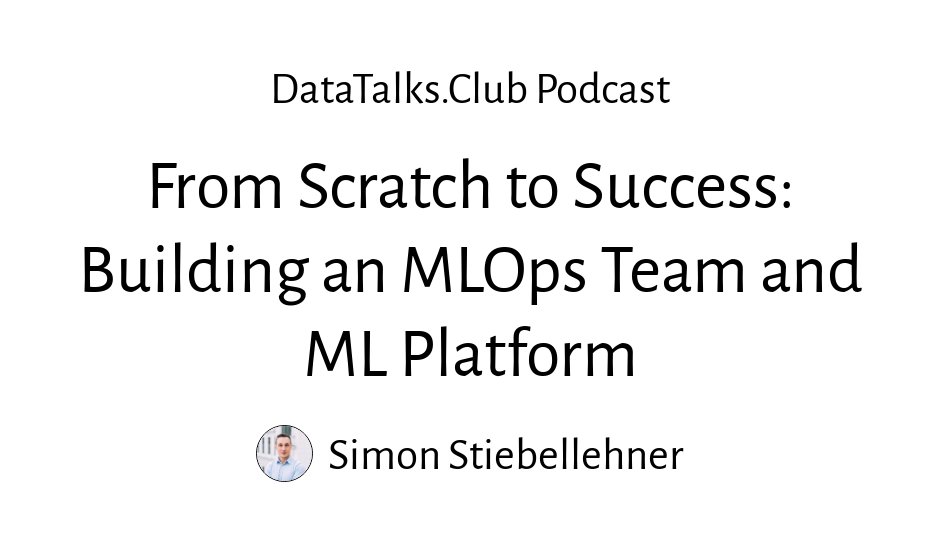 DataTalks.Club Podcast
From Scratch to Success:
Building an MLOps Team and
ML Platform
Simon Stiebellehner